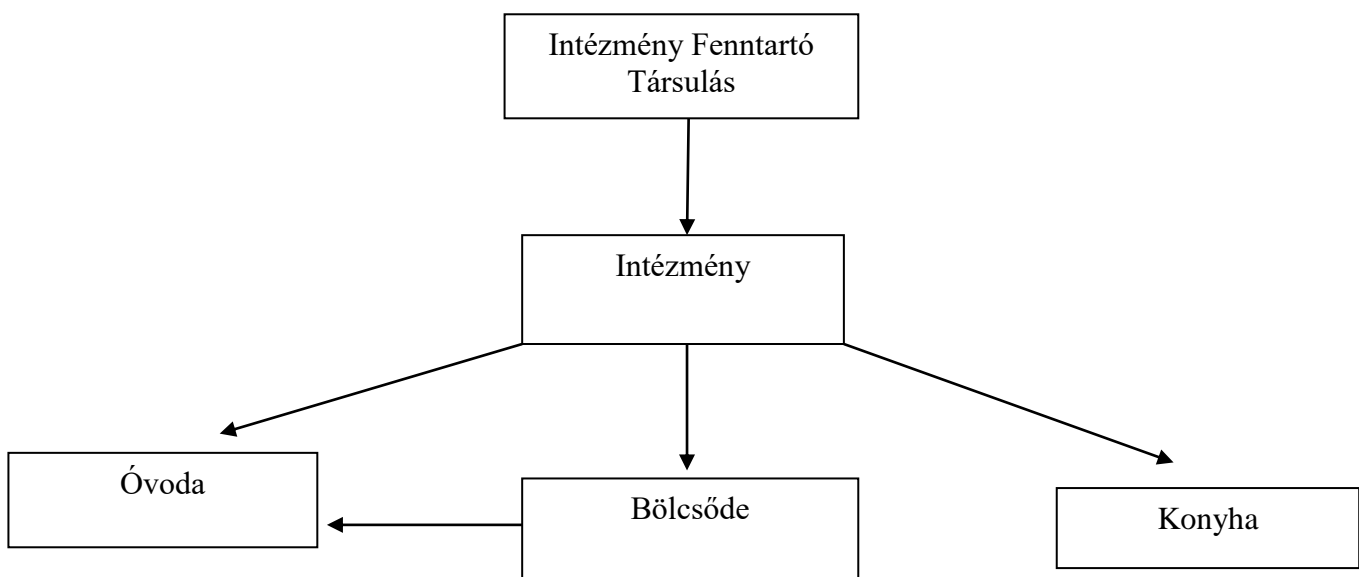 Intézmény Fenntartó
Társulás
Intézmény
Óvoda
Bölcsőde
Konyha